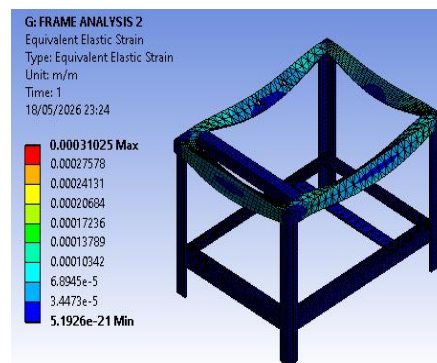 G: FRAME ANALYSIS 2
Equivalent Elastic Strain
Type: Equivalent Elastic Strain
Unit: m/m
Time: 1
18/05/2026 23:24
0.00031025 Max
0.00027578
0.00024131
0.00020684
0.00017236
0.00013789
0.00010342
6.8945e-5
3.4473e-5
5.1926e-21 Min